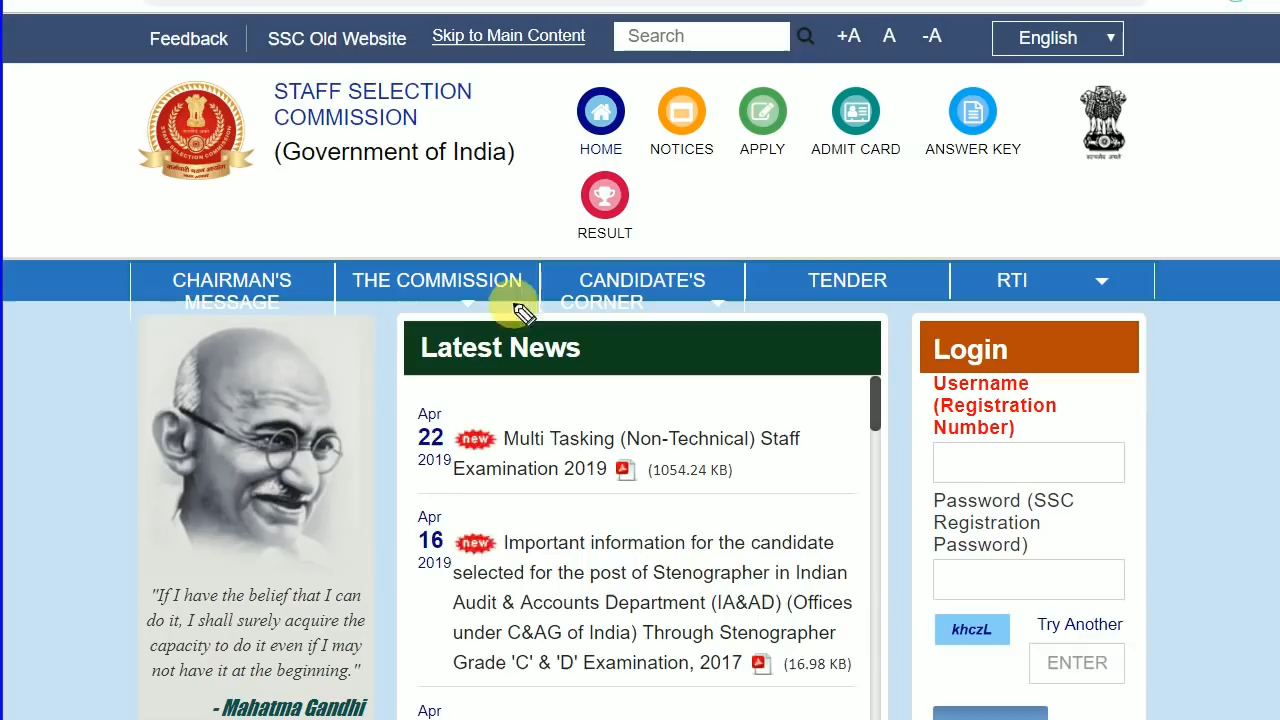 Feedback
SSC Old Website
Skip to Main Content
Search
+A
A
-A
English
STAFF SELECTION
COMMISSION
(Government of India)
HOME
NOTICES
APPLY
ADMIT CARD
ANSWER KEY
RESULT
CHAIRMAN'S
MESSAGE
THE COMMISSION
CANDIDATE'S
CORNER
TENDER
RTI
"If I have the belief that I can
do it, I shall surely acquire the
capacity to do it even if I may
not have it at the beginning."
- Mahatma Gandhi
Latest News
Apr
22
2019
new Multi Tasking (Non-Technical) Staff
Examination 2019 (1054.24 KB)
Apr
16
2019
new Important information for the candidate
selected for the post of Stenographer in Indian
Audit & Accounts Department (IA&AD) (Offices
under C&AG of India) Through Stenographer
Grade 'C' & 'D' Examination, 2017 (16.98 KB)
Apr
Login
Username
(Registration
Number)
Password (SSC
Registration
Password)
khczL
Try Another
ENTER